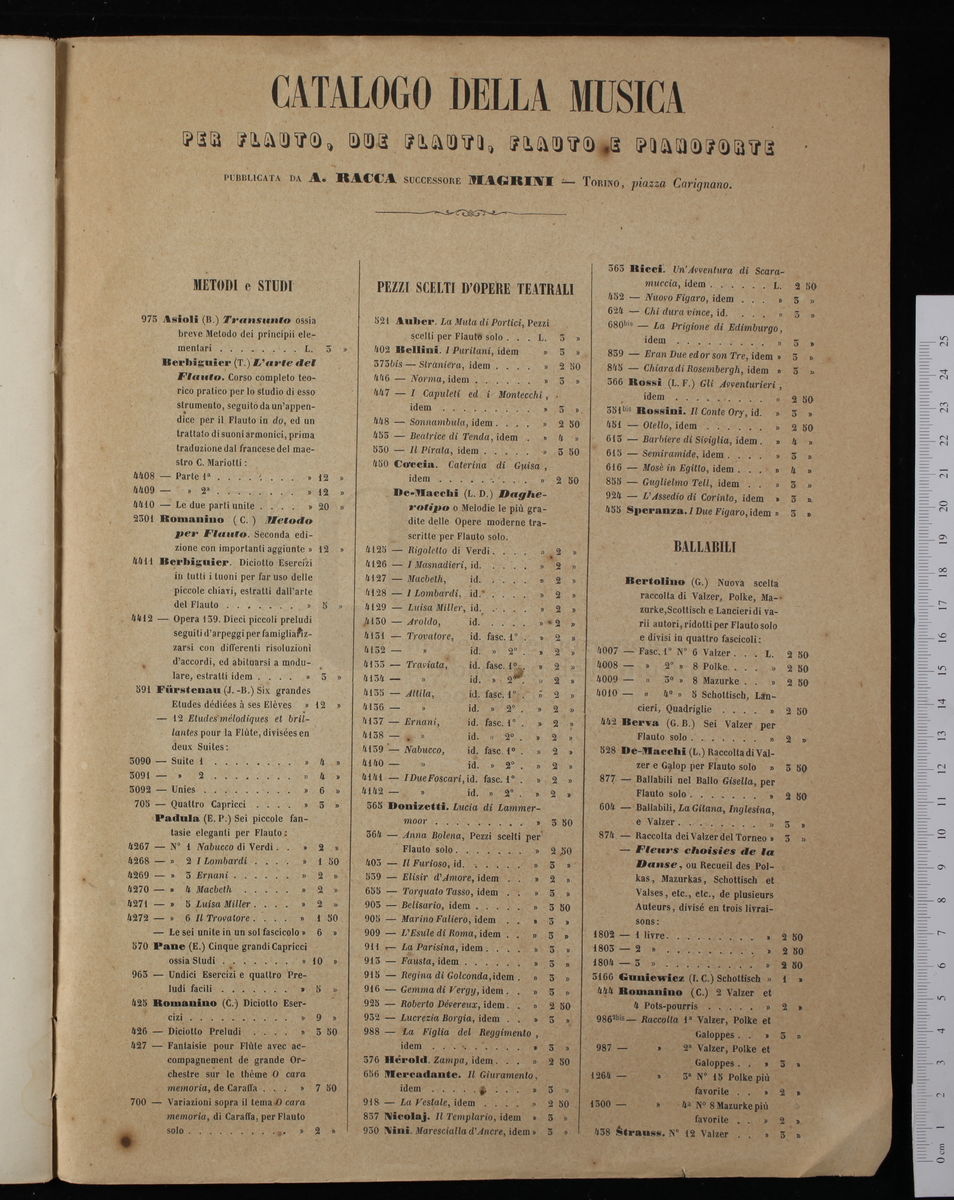 CATALOGO DELLA MUSICA
PER FLAUTO, DUE FLAUTI, FLAUTO E PIANOFORTE
PUBBLICATA DA A. RACCA SUCCESSORE MAGRINI — TORINO, piazza Carignano.
METODI e STUDI
973 Asioli (B.) Transunto ossia
breve Metodo dei principii ele-
mentari . . . . . . . . L. 3 »
Berbiguier (T.) L'arte del
Flauto. Corso completo teo-
rico pratico per lo studio di esso
strumento, seguito da un'appen-
dice per il Flauto in do, ed un
trattato di suoni armonici, prima
traduzione dal francese del mae-
stro C. Mariotti:
4408 — Parte 1ª . . . . . . . . » 12 »
4409 — » 2ª . . . . . . . . » 12 »
4410 — Le due parti unite . . . . » 20 »
2301 Romanino (C.) Metodo
per Flauto. Seconda edi-
zione con importanti aggiunte » 12 »
4411 Berbiguier. Diciotto Esercizi
in tutti i tuoni per far uso delle
piccole chiavi, estratti dall'arte
del Flauto . . . . . . . » 5 »
4412 — Opera 139. Dieci piccoli preludi
seguiti d'arpeggi per famigliariz-
zarsi con differenti risoluzioni
d'accordi, ed abituarsi a modu-
lare, estratti idem . . . . » 3 »
591 Fürstenau (J.-B.) Six grandes
Etudes dédiées à ses Elèves » 12 »
— 12 Etudes mélodiques et bril-
lantes pour la Flûte, divisées en
deux Suites:
3090 — Suite 1 . . . . . . . . » 4 »
3091 — » 2 . . . . . . . . » 4 »
3092 — Unies . . . . . . . . » 6 »
705 — Quattro Capricci . . . . » 3 »
Padula (E. P.) Sei piccole fan-
tasie eleganti per Flauto:
4267 — N° 1 Nabucco di Verdi . . » 2 »
4268 — » 2 I Lombardi . . . . » 1 50
4269 — » 3 Ernani . . . . . . » 2 »
4270 — » 4 Macbeth . . . . . » 2 »
4271 — » 5 Luisa Miller . . . . » 2 »
4272 — » 6 Il Trovatore . . . . » 1 50
— Le sei unite in un sol fascicolo » 6 »
570 Pane (E.) Cinque grandi Capricci
ossia Studi . . . . . . . » 10 »
963 — Undici Esercizi e quattro Pre-
ludi facili . . . . . . . » 5 »
425 Romanino (C.) Diciotto Eser-
cizi . . . . . . . . . . » 9 »
426 — Diciotto Preludi . . . . » 3 50
427 — Fantaisie pour Flûte avec ac-
compagnement de grande Or-
chestre sur le thème O cara
memoria, de Caraffa . . . » 7 50
700 — Variazioni sopra il tema O cara
memoria, di Caraffa, per Flauto
solo . . . . . . . . . . » 2 »
PEZZI SCELTI D'OPERE TEATRALI
521 Auber. La Muta di Portici, Pezzi
scelti per Flauto solo . . . L. 3 »
402 Bellini. I Puritani, idem » 3 »
373bis — Straniera, idem . . . . » 2 50
446 — Norma, idem . . . . . . » 3 »
447 — I Capuleti ed i Montecchi,
idem . . . . . . . . . » 3 »
448 — Sonnambula, idem . . . . » 2 50
453 — Beatrice di Tenda, idem . » 4 »
530 — Il Pirata, idem . . . . . » 3 50
450 Coccia. Caterina di Guisa,
idem . . . . . . . . . » 2 50
De-Macchi (L. D.) Daghe-
rotipo o Melodie le più gra-
dite delle Opere moderne tra-
scritte per Flauto solo.
4125 — Rigoletto di Verdi . . . . » 2 »
4126 — I Masnadieri, id. . . . . » 2 »
4127 — Macbeth, id. . . . . » 2 »
4128 — I Lombardi, id. . . . . » 2 »
4129 — Luisa Miller, id. . . . . » 2 »
4130 — Aroldo, id. . . . . » 2 »
4131 — Trovatore, id. fasc. 1° . » 2 »
4132 — » id. » 2° . » 2 »
4133 — Traviata, id. fasc. 1° . » 2 »
4134 — » id. » 2° . » 2 »
4135 — Attila, id. fasc. 1° . » 2 »
4136 — » id. » 2° . » 2 »
4137 — Ernani, id. fasc. 1° . » 2 »
4138 — » id. » 2° . » 2 »
4139 — Nabucco, id. fasc. 1° . » 2 »
4140 — » id. » 2° . » 2 »
4141 — I Due Foscari, id. fasc. 1° . » 2 »
4142 — » id. » 2° . » 2 »
365 Donizetti. Lucia di Lammer-
moor . . . . . . . . . » 3 50
364 — Anna Bolena, Pezzi scelti per
Flauto solo . . . . . . . » 2 50
403 — Il Furioso, id. . . . . . » 3 »
539 — Elisir d'Amore, idem . . » 2 »
655 — Torquato Tasso, idem . . » 3 »
903 — Belisario, idem . . . . . » 3 50
905 — Marino Faliero, idem . . » 3 »
909 — L'Esule di Roma, idem . . » 3 »
911 — La Parisina, idem . . . . » 3 »
913 — Fausta, idem . . . . . . » 3 »
915 — Regina di Golconda, idem . » 3 »
916 — Gemma di Vergy, idem . . » 3 »
925 — Roberto Dévereux, idem . . » 2 50
932 — Lucrezia Borgia, idem . . » 3 »
988 — La Figlia del Reggimento,
idem . . . . . . . . . » 3 »
376 Hérold. Zampa, idem . . . » 2 50
656 Mercadante. Il Giuramento,
idem . . . . . . . . . » 3 »
918 — La Vestale, idem . . . . » 2 50
837 Nicolaj. Il Templario, idem » 3 »
930 Nini. Marescialla d'Ancre, idem » 3 »
363 Ricci. Un'Avventura di Scara-
muccia, idem . . . . . . L. 2 50
452 — Nuovo Figaro, idem . . . » 3 »
624 — Chi dura vince, id. . . . » 3 »
680bis — La Prigione di Edimburgo,
idem . . . . . . . . . » 3 »
839 — Eran Due ed or son Tre, idem » 3 »
845 — Chiara di Rosembergh, idem » 3 »
366 Rossi (L. F.) Gli Avventurieri,
idem . . . . . . . . . » 2 50
351bis Rossini. Il Conte Ory, id. » 3 »
451 — Otello, idem . . . . . . » 2 50
613 — Barbiere di Siviglia, idem . » 4 »
615 — Semiramide, idem . . . . » 3 »
616 — Mosè in Egitto, idem . . . » 4 »
855 — Guglielmo Tell, idem . . » 3 »
924 — L'Assedio di Corinto, idem » 3 »
455 Speranza. I Due Figaro, idem » 3 »
BALLABILI
Bertolino (G.) Nuova scelta
raccolta di Valzer, Polke, Ma-
zurke, Scottisch e Lancieri di va-
rii autori, ridotti per Flauto solo
e divisi in quattro fascicoli:
4007 — Fasc. 1° N° 6 Valzer . . . L. 2 50
4008 — » 2° » 8 Polke . . . » 2 50
4009 — » 3° » 8 Mazurke . . » 2 50
4010 — » 4° » 5 Schottisch, Lan-
cieri, Quadriglie . . . . . » 2 50
442 Berva (G. B.) Sei Valzer per
Flauto solo . . . . . . . » 2 »
528 De-Macchi (L.) Raccolta di Val-
zer e Galop per Flauto solo » 3 50
877 — Ballabili nel Ballo Gisella, per
Flauto solo . . . . . . . » 2 50
604 — Ballabili, La Gitana, Inglesina,
e Valzer . . . . . . . . » 3 »
874 — Raccolta dei Valzer del Torneo » 3 »
— Fleurs choisies de la
Danse, ou Recueil des Pol-
kas, Mazurkas, Schottisch et
Valses, etc., etc., de plusieurs
Auteurs, divisé en trois livrai-
sons:
1802 — 1 livre . . . . . . . . . » 2 50
1803 — 2 » . . . . . . . . . » 2 50
1804 — 3 » . . . . . . . . . » 2 50
3166 Guniewicz (I. C.) Schottisch » 1 »
444 Romanino (C.) 2 Valzer et
4 Pots-pourris . . . . . » 2 »
986²bis — Raccolta 1ª Valzer, Polke et
Galoppes . . » 3 »
987 — » 2ª Valzer, Polke et
Galoppes . . » 3 »
1264 — » 3ª N° 15 Polke più
favorite . . » 2 »
1300 — » 4ª N° 8 Mazurke più
favorite . . » 2 »
438 Strauss. N° 12 Valzer . . » 3 »
0 cm 1 2 3 4 5 6 7 8 9 10 11 12 13 14 15 16 17 18 19 20 21 22 23 24 25